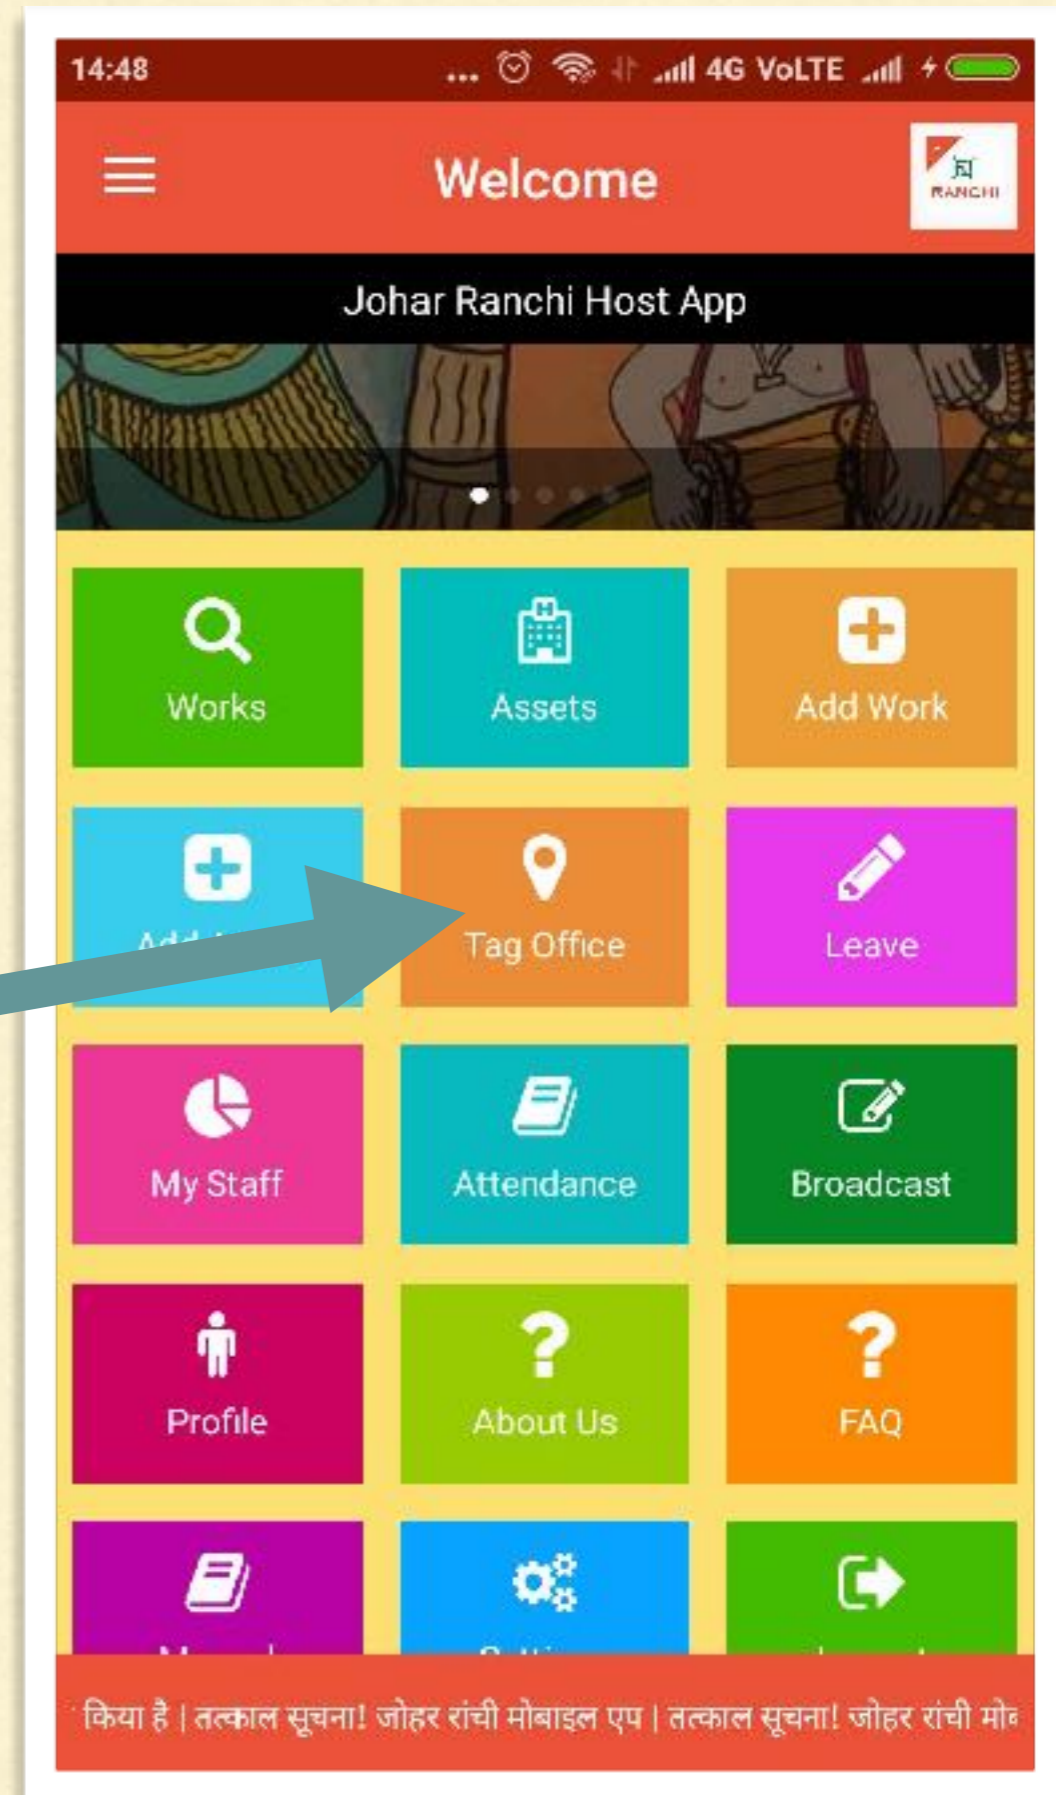 14:48 ... 4G VoLTE
Welcome
RANCHI
Johar Ranchi Host App
Works
Assets
Add Work
Tag Office
Leave
My Staff
Attendance
Broadcast
Profile
About Us
FAQ
किया है | तत्काल सूचना! जोहर रांची मोबाइल एप | तत्काल सूचना! जोहर रांची